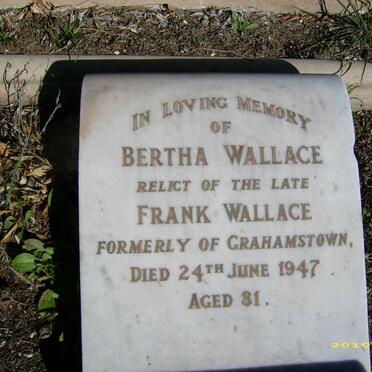 IN LOVING MEMORY
OF
BERTHA WALLACE
RELICT OF THE LATE
FRANK WALLACE
FORMERLY OF GRAHAMSTOWN,
DIED 24TH JUNE 1947
AGED 81.
2010